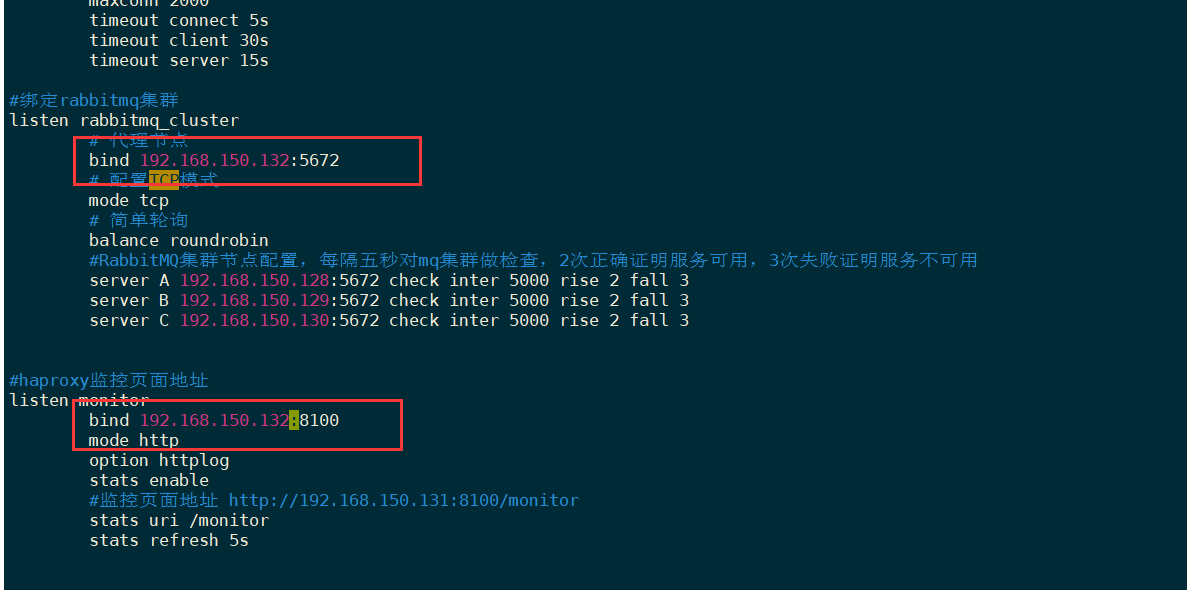 maxconn 2000
timeout connect 5s
timeout client 30s
timeout server 15s
#绑定rabbitmq集群
listen rabbitmq_cluster
# 代理节点
bind 192.168.150.132:5672
# 配置TCP模式
mode tcp
# 简单轮询
balance roundrobin
#RabbitMQ集群节点配置，每隔五秒对mq集群做检查，2次正确证明服务可用，3次失败证明服务不可用
server A 192.168.150.128:5672 check inter 5000 rise 2 fall 3
server B 192.168.150.129:5672 check inter 5000 rise 2 fall 3
server C 192.168.150.130:5672 check inter 5000 rise 2 fall 3
#haproxy监控页面地址
listen monitor
bind 192.168.150.132:8100
mode http
option httplog
stats enable
#监控页面地址 http://192.168.150.131:8100/monitor
stats uri /monitor
stats refresh 5s